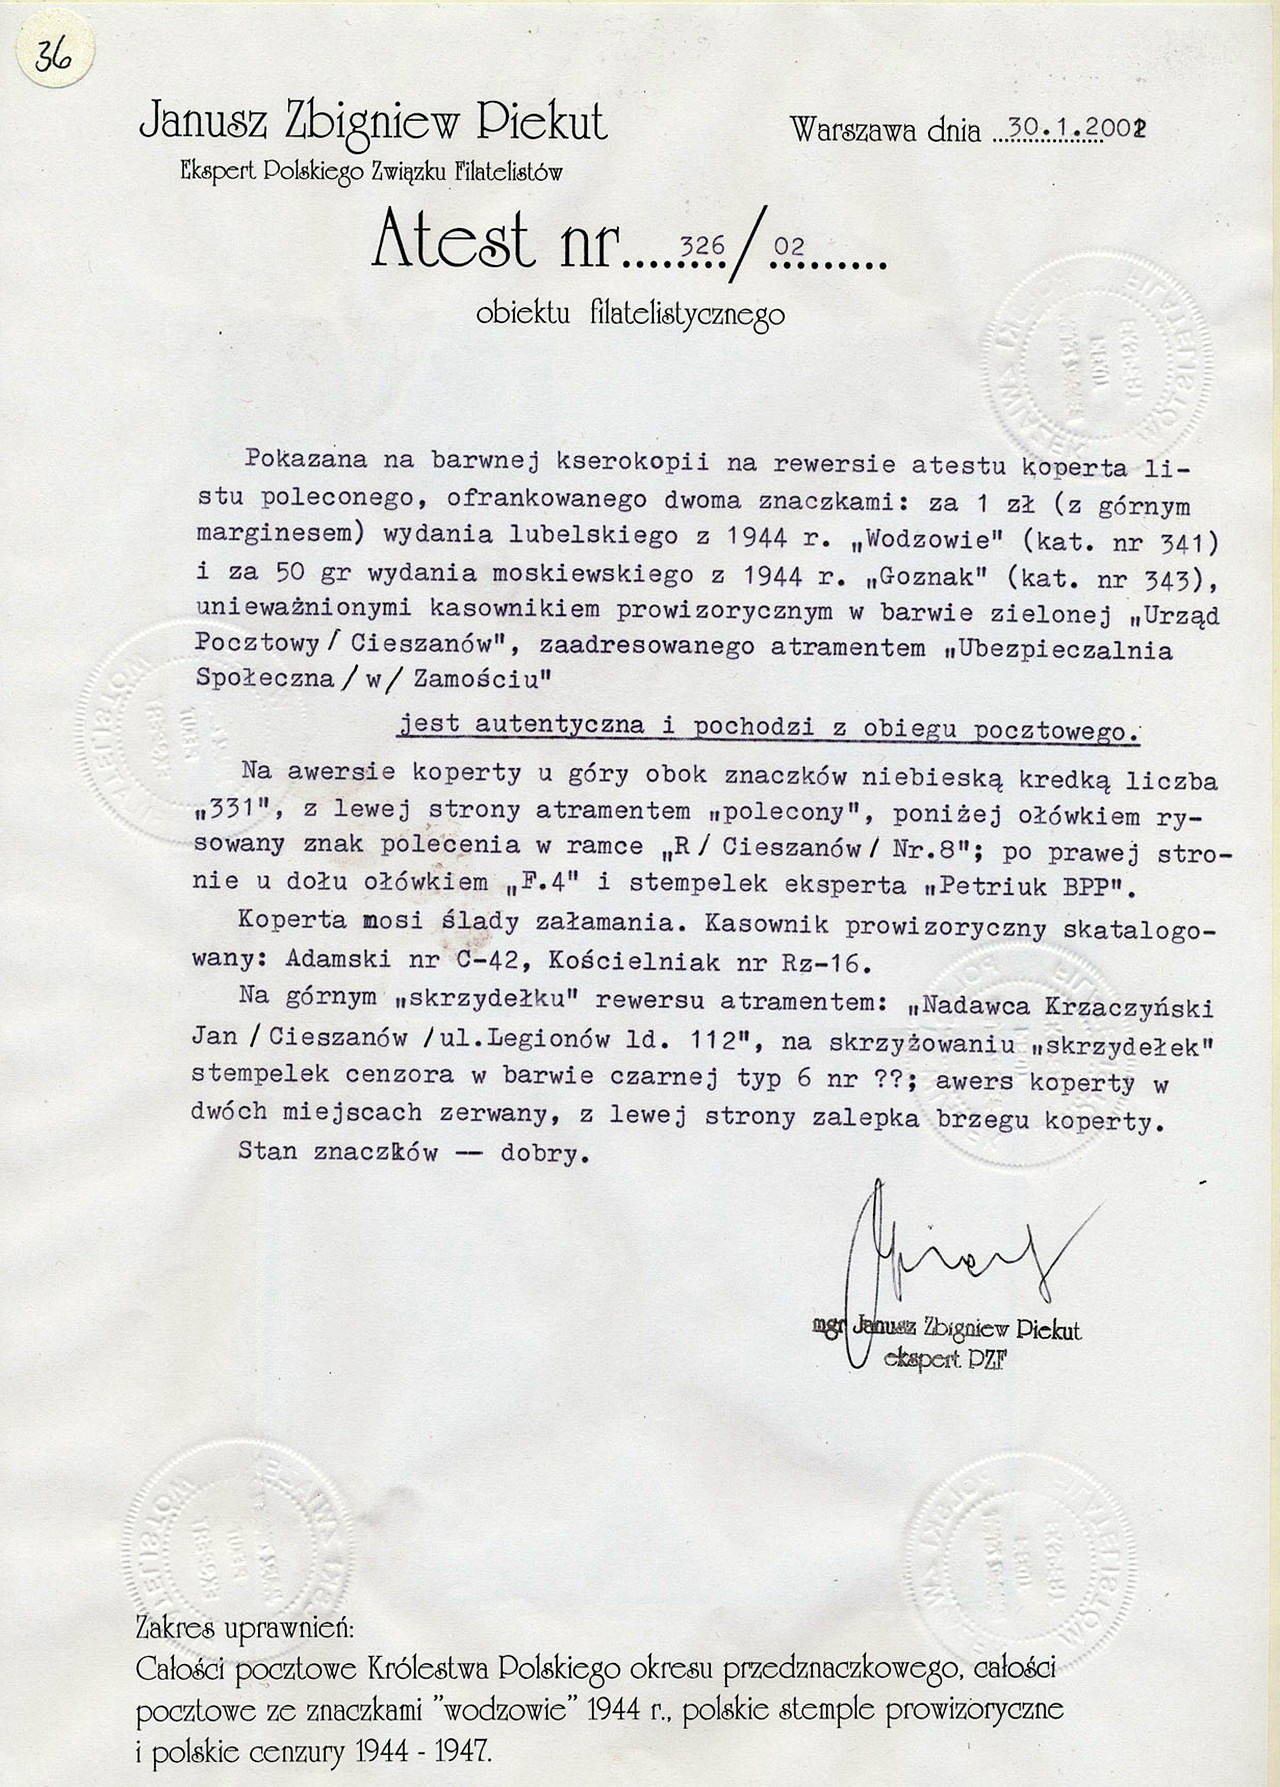 36
Janusz Zbigniew Piekut
Warszawa dnia 30.1.2002
Ekspert Polskiego Związku Filatelistów
Atest nr........326/02.........
obiektu filatelistycznego
Pokazana na barwnej kserokopii na rewersie atestu koperta li-
stu poleconego, ofrankowanego dwoma znaczkami: za 1 zł (z górnym
marginesem) wydania lubelskiego z 1944 r. „Wodzowie" (kat. nr 341)
i za 50 gr wydania moskiewskiego z 1944 r. „Goznak" (kat. nr 343),
unieważnionymi kasownikiem prowizorycznym w barwie zielonej „Urząd
Pocztowy/ Cieszanów", zaadresowanego atramentem „Ubezpieczalnia
Społeczna/w/ Zamościu"
jest autentyczna i pochodzi z obiegu pocztowego.
Na awersie koperty u góry obok znaczków niebieską kredką liczba
„331", z lewej strony atramentem „polecony", poniżej ołówkiem ry-
sowany znak polecenia w ramce „R/ Cieszanów/ Nr.8"; po prawej stro-
nie u dołu ołówkiem „F.4" i stempelek eksperta „Petriuk BPP".
Koperta nosi ślady załamania. Kasownik prowizoryczny skatalogo-
wany: Adamski nr C-42, Kościelniak nr Rz-16.
Na górnym „skrzydełku" rewersu atramentem: „Nadawca Krzaczyński
Jan /Cieszanów /ul.Legionów ld. 112", na skrzyżowaniu „skrzydełek"
stempelek cenzora w barwie czarnej typ 6 nr ??; awers koperty w
dwóch miejscach zerwany, z lewej strony zalepka brzegu koperty.
Stan znaczków — dobry.
mgr Janusz Zbigniew Piekut
ekspert PZF
Zakres uprawnień:
Całości pocztowe Królestwa Polskiego okresu przedznaczkowego, całości
pocztowe ze znaczkami "wodzowie" 1944 r., polskie stemple prowizoryczne
i polskie cenzury 1944 - 1947.